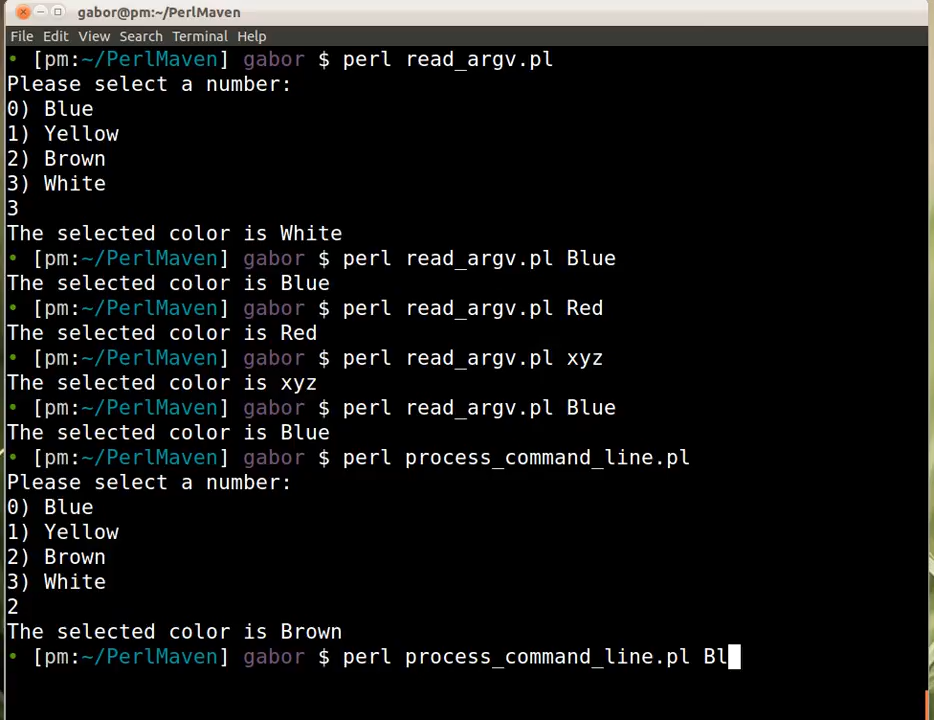 gabor@pm:~/PerlMaven
File Edit View Search Terminal Help
• [pm:~/PerlMaven] gabor $ perl read_argv.pl
Please select a number:
0) Blue
1) Yellow
2) Brown
3) White
3
The selected color is White
• [pm:~/PerlMaven] gabor $ perl read_argv.pl Blue
The selected color is Blue
• [pm:~/PerlMaven] gabor $ perl read_argv.pl Red
The selected color is Red
• [pm:~/PerlMaven] gabor $ perl read_argv.pl xyz
The selected color is xyz
• [pm:~/PerlMaven] gabor $ perl read_argv.pl Blue
The selected color is Blue
• [pm:~/PerlMaven] gabor $ perl process_command_line.pl
Please select a number:
0) Blue
1) Yellow
2) Brown
3) White
2
The selected color is Brown
• [pm:~/PerlMaven] gabor $ perl process_command_line.pl Bl